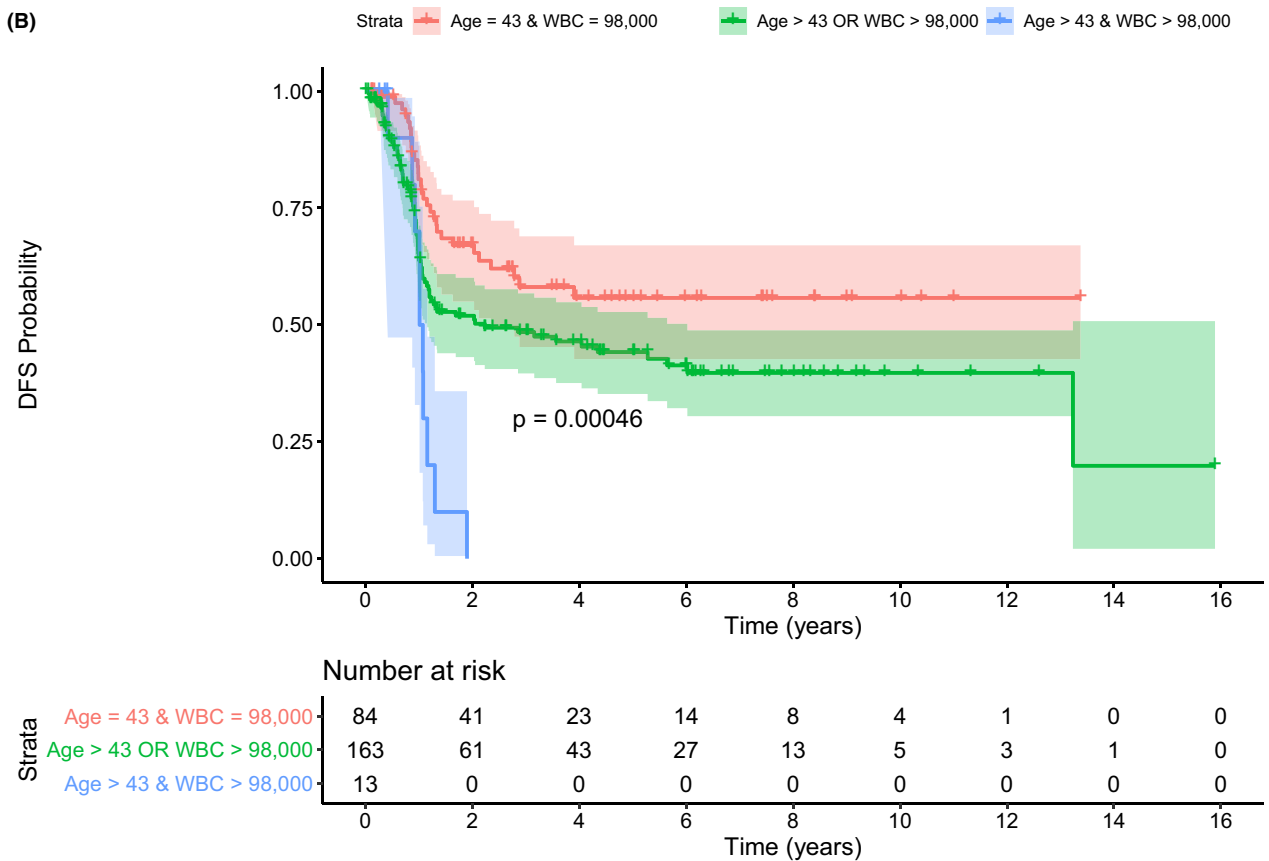 (B)
Strata Age = 43 & WBC = 98,000 Age > 43 OR WBC > 98,000 Age > 43 & WBC > 98,000
DFS Probability
1.00
0.75
0.50
0.25
0.00
p = 0.00046
0 2 4 6 8 10 12 14 16
Time (years)
Number at risk
Strata
Age = 43 & WBC = 98,000 84 41 23 14 8 4 1 0 0
Age > 43 OR WBC > 98,000 163 61 43 27 13 5 3 1 0
Age > 43 & WBC > 98,000 13 0 0 0 0 0 0 0 0
0 2 4 6 8 10 12 14 16
Time (years)